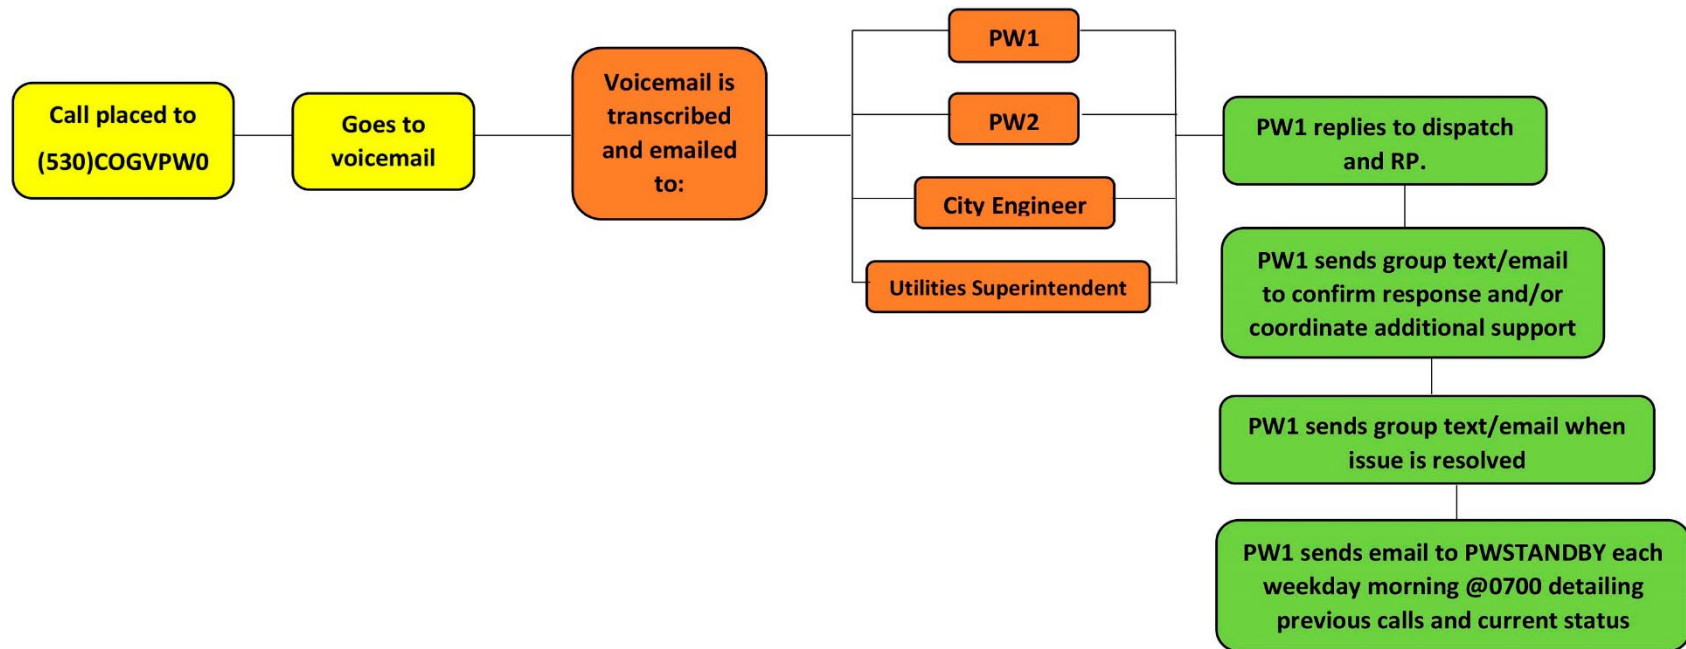 Call placed to
(530)COGVPW0
Goes to
voicemail
Voicemail is
transcribed
and emailed
to:
PW1
PW2
City Engineer
Utilities Superintendent
PW1 replies to dispatch
and RP.
PW1 sends group text/email
to confirm response and/or
coordinate additional support
PW1 sends group text/email when
issue is resolved
PW1 sends email to PWSTANDBY each
weekday morning @0700 detailing
previous calls and current status